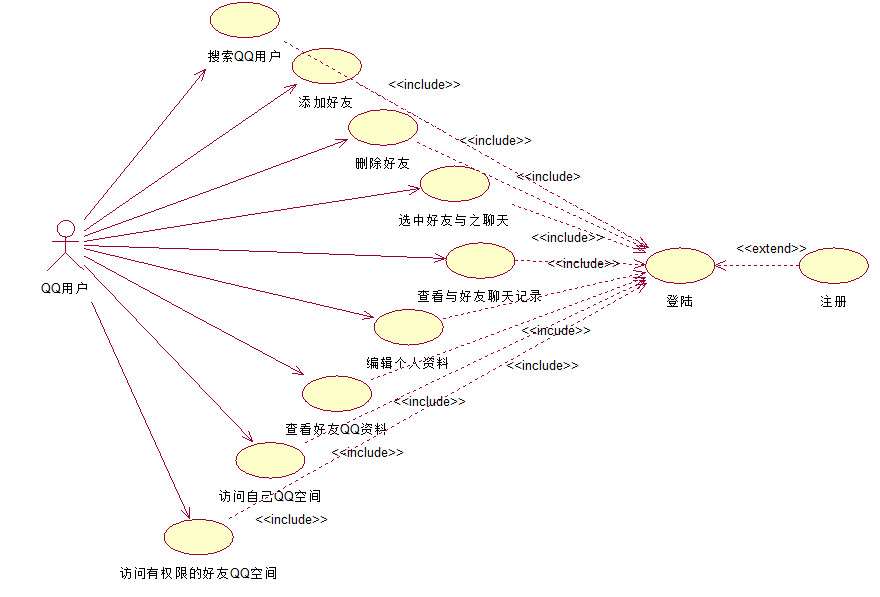 搜索QQ用户
<<include>>
添加好友
<<include>>
删除好友
<<include>
选中好友与之聊天
<<include>>
<<extend>>
<<include>>
QQ用户
查看与好友聊天记录
登陆
注册
<<incude>>
编辑个人资料
<<include>>
<<include>>
查看好友QQ资料
<<include>>
访问自己QQ空间
<<include>>
访问有权限的好友QQ空间